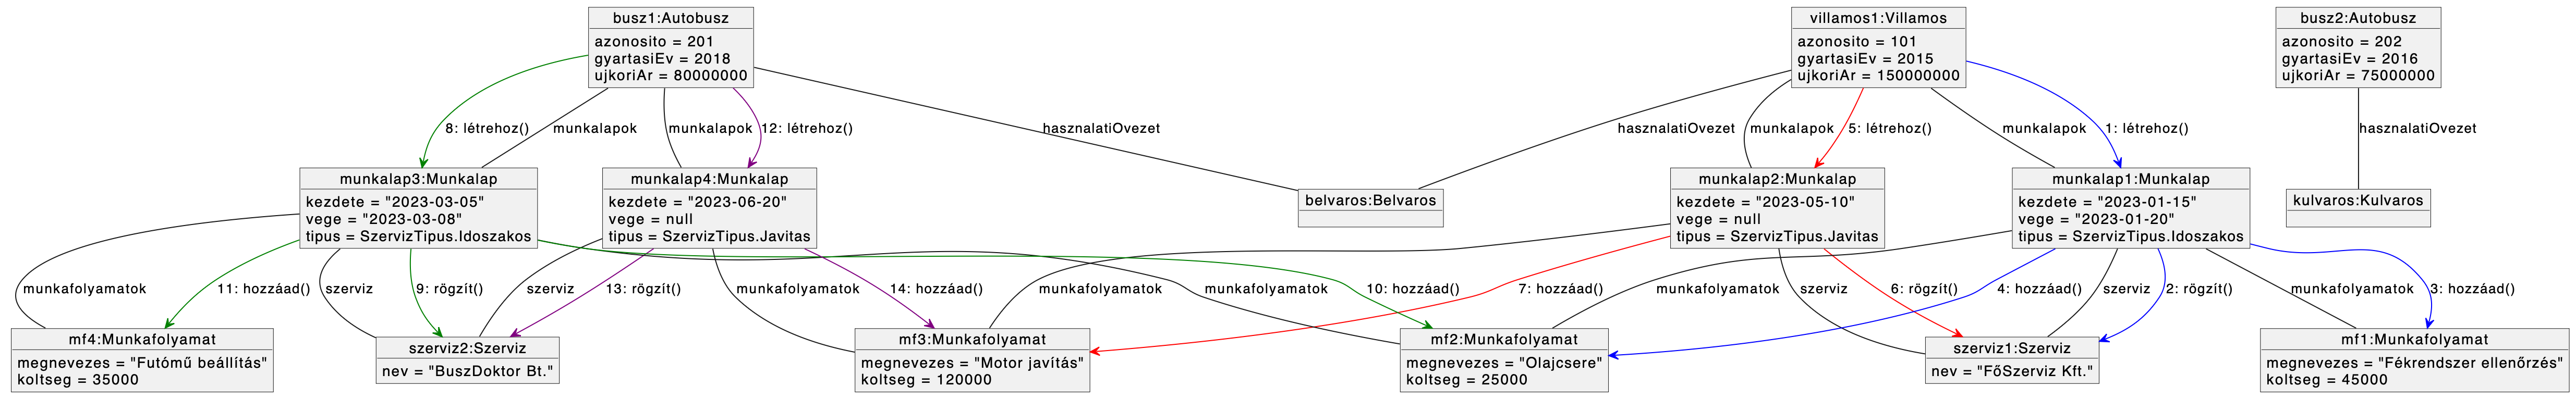 busz1:Autobusz
azonosito = 201
gyartasiEv = 2018
ujkoriAr = 80000000
villamos1:Villamos
azonosito = 101
gyartasiEv = 2015
ujkoriAr = 150000000
busz2:Autobusz
azonosito = 202
gyartasiEv = 2016
ujkoriAr = 75000000
8: létrehoz()
munkalapok
munkalapok
12: létrehoz()
hasznalatiOvezet
hasznalatiOvezet
munkalapok
5: létrehoz()
munkalapok
1: létrehoz()
hasznalatiOvezet
munkalap3:Munkalap
kezdete = "2023-03-05"
vege = "2023-03-08"
tipus = SzervizTipus.Idoszakos
munkalap4:Munkalap
kezdete = "2023-06-20"
vege = null
tipus = SzervizTipus.Javitas
belvaros:Belvaros
munkalap2:Munkalap
kezdete = "2023-05-10"
vege = null
tipus = SzervizTipus.Javitas
munkalap1:Munkalap
kezdete = "2023-01-15"
vege = "2023-01-20"
tipus = SzervizTipus.Idoszakos
kulvaros:Kulvaros
munkafolyamatok
11: hozzáad()
szerviz
9: rögzít()
szerviz
13: rögzít()
munkafolyamatok
14: hozzáad()
munkafolyamatok
munkafolyamatok
10: hozzáad()
7: hozzáad()
munkafolyamatok
4: hozzáad()
szerviz
6: rögzít()
szerviz
2: rögzít()
munkafolyamatok
3: hozzáad()
mf4:Munkafolyamat
megnevezes = "Futómű beállítás"
koltseg = 35000
szerviz2:Szerviz
nev = "BuszDoktor Bt."
mf3:Munkafolyamat
megnevezes = "Motor javítás"
koltseg = 120000
mf2:Munkafolyamat
megnevezes = "Olajcsere"
koltseg = 25000
szerviz1:Szerviz
nev = "FőSzerviz Kft."
mf1:Munkafolyamat
megnevezes = "Fékrendszer ellenőrzés"
koltseg = 45000